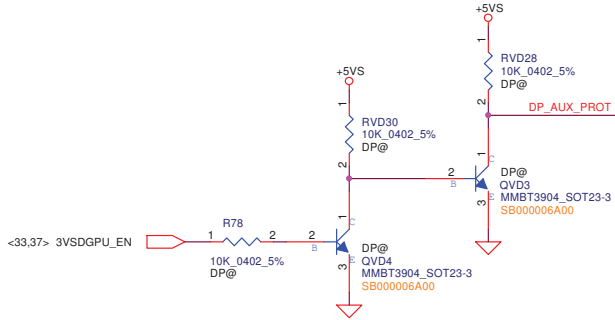 +5VS
1
RVD28
10K_0402_5%
DP@
2
DP_AUX_PROT
+5VS
1
RVD30
10K_0402_5%
DP@
2
1
C
DP@
QVD3
MMBT3904_SOT23-3
SB000006A00
2
B
E
3
<33,37> 3VSDGPU_EN
1
R78
2
10K_0402_5%
DP@
2
B
1
C
DP@
QVD4
MMBT3904_SOT23-3
SB000006A00
E
3